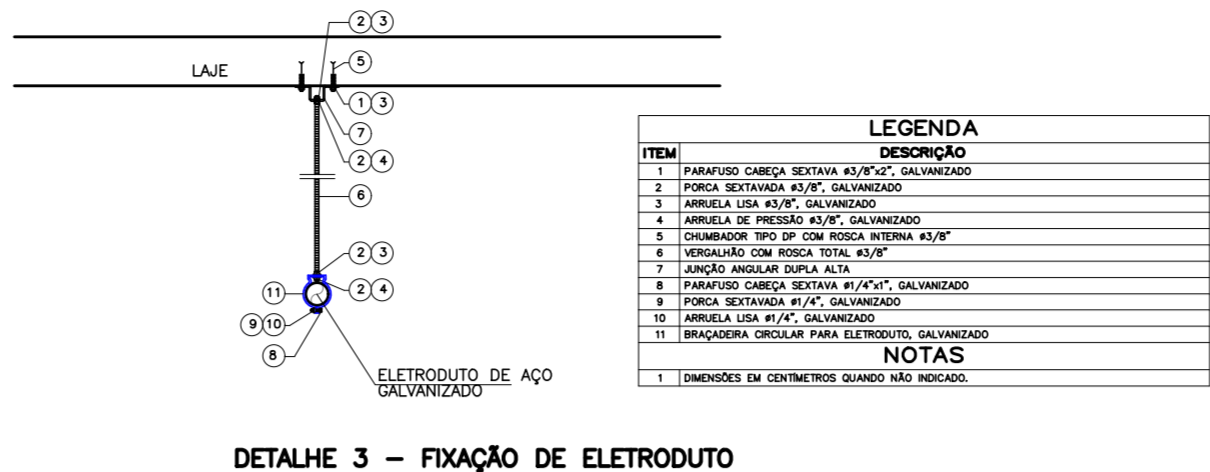 2 3
LAJE
5
1 3
7
2 4
6
2 3
11
2 4
9 10
8
ELETRODUTO DE AÇO
GALVANIZADO
LEGENDA
ITEM DESCRIÇÃO
1 PARAFUSO CABEÇA SEXTAVA ø3/8"x2", GALVANIZADO
2 PORCA SEXTAVADA ø3/8", GALVANIZADO
3 ARRUELA LISA ø3/8", GALVANIZADO
4 ARRUELA DE PRESSÃO ø3/8", GALVANIZADO
5 CHUMBADOR TIPO DP COM ROSCA INTERNA ø3/8"
6 VERGALHÃO COM ROSCA TOTAL ø3/8"
7 JUNÇÃO ANGULAR DUPLA ALTA
8 PARAFUSO CABEÇA SEXTAVA ø1/4"x1", GALVANIZADO
9 PORCA SEXTAVADA ø1/4", GALVANIZADO
10 ARRUELA LISA ø1/4", GALVANIZADO
11 BRAÇADEIRA CIRCULAR PARA ELETRODUTO, GALVANIZADO
NOTAS
1 DIMENSÕES EM CENTÍMETROS QUANDO NÃO INDICADO.
DETALHE 3 – FIXAÇÃO DE ELETRODUTO